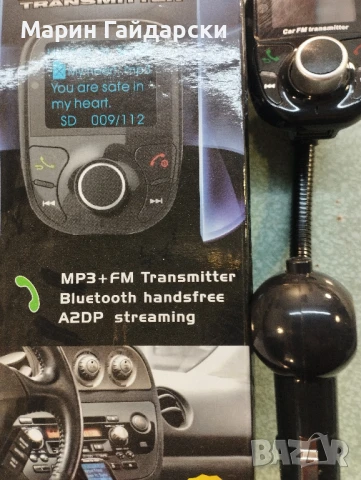 TRANSMITTER
Марин Гайдарски
You are safe in
my heart.
SD 009/112
Car FM transmitter
MP3+FM Transmitter
Bluetooth handsfree
A2DP streaming
BAZAR